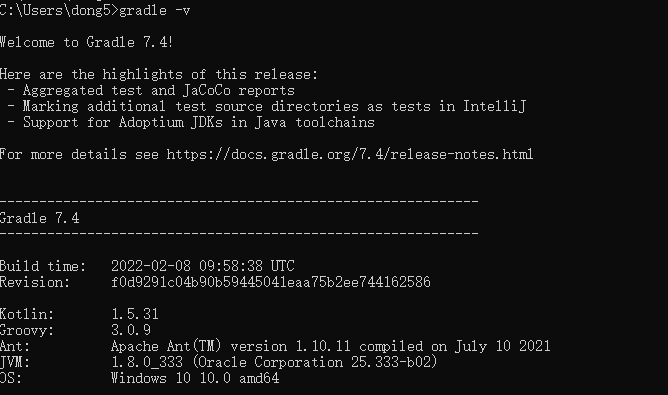 C:\Users\dong5>gradle -v
Welcome to Gradle 7.4!
Here are the highlights of this release:
 - Aggregated test and JaCoCo reports
 - Marking additional test source directories as tests in IntelliJ
 - Support for Adoptium JDKs in Java toolchains
For more details see https://docs.gradle.org/7.4/release-notes.html
------------------------------------------------------------
Gradle 7.4
------------------------------------------------------------
Build time:   2022-02-08 09:58:38 UTC
Revision:     f0d9291c04b90b59445041eaa75b2ee744162586
Kotlin:       1.5.31
Groovy:       3.0.9
Ant:          Apache Ant(TM) version 1.10.11 compiled on July 10 2021
JVM:          1.8.0_333 (Oracle Corporation 25.333-b02)
OS:           Windows 10 10.0 amd64